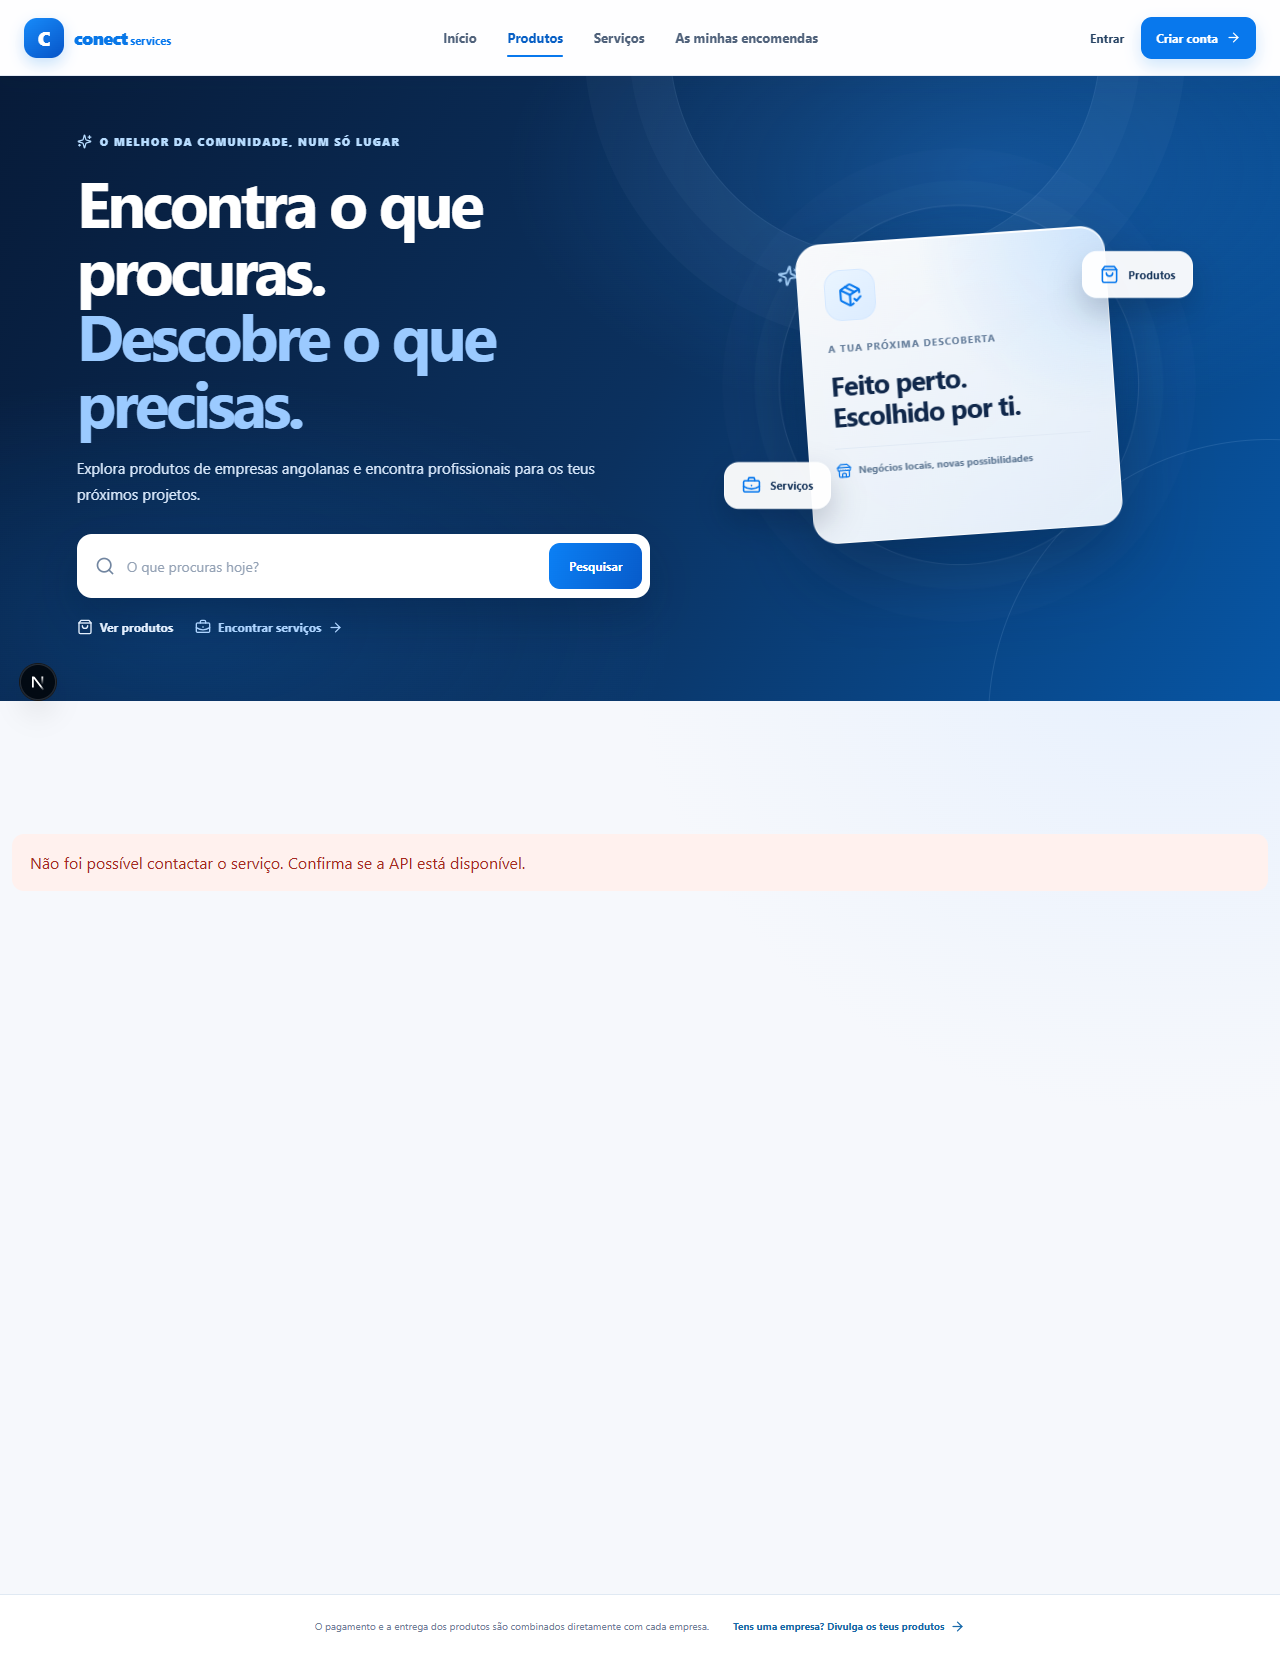 C conect services
Início Produtos Serviços As minhas encomendas
Entrar Criar conta
O MELHOR DA COMUNIDADE, NUM SÓ LUGAR
Encontra o que
procuras.
Descobre o que
precisas.
Explora produtos de empresas angolanas e encontra profissionais para os teus
próximos projetos.
O que procuras hoje? Pesquisar
Ver produtos Encontrar serviços
Produtos
A TUA PRÓXIMA DESCOBERTA
Feito perto.
Escolhido por ti.
Negócios locais, novas possibilidades
Serviços
N
Não foi possível contactar o serviço. Confirma se a API está disponível.
O pagamento e a entrega dos produtos são combinados diretamente com cada empresa. Tens uma empresa? Divulga os teus produtos